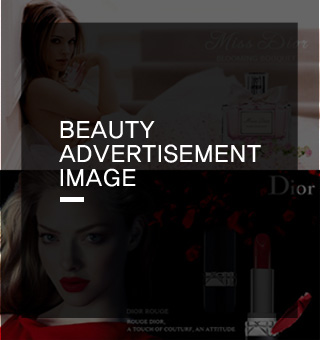 Miss Dior
BEAUTY
ADVERTISEMENT
IMAGE
Dior
DIOR ROUGE
ROUGE DIOR,
A TOUCH OF COUTURE, AN ATTITUDE